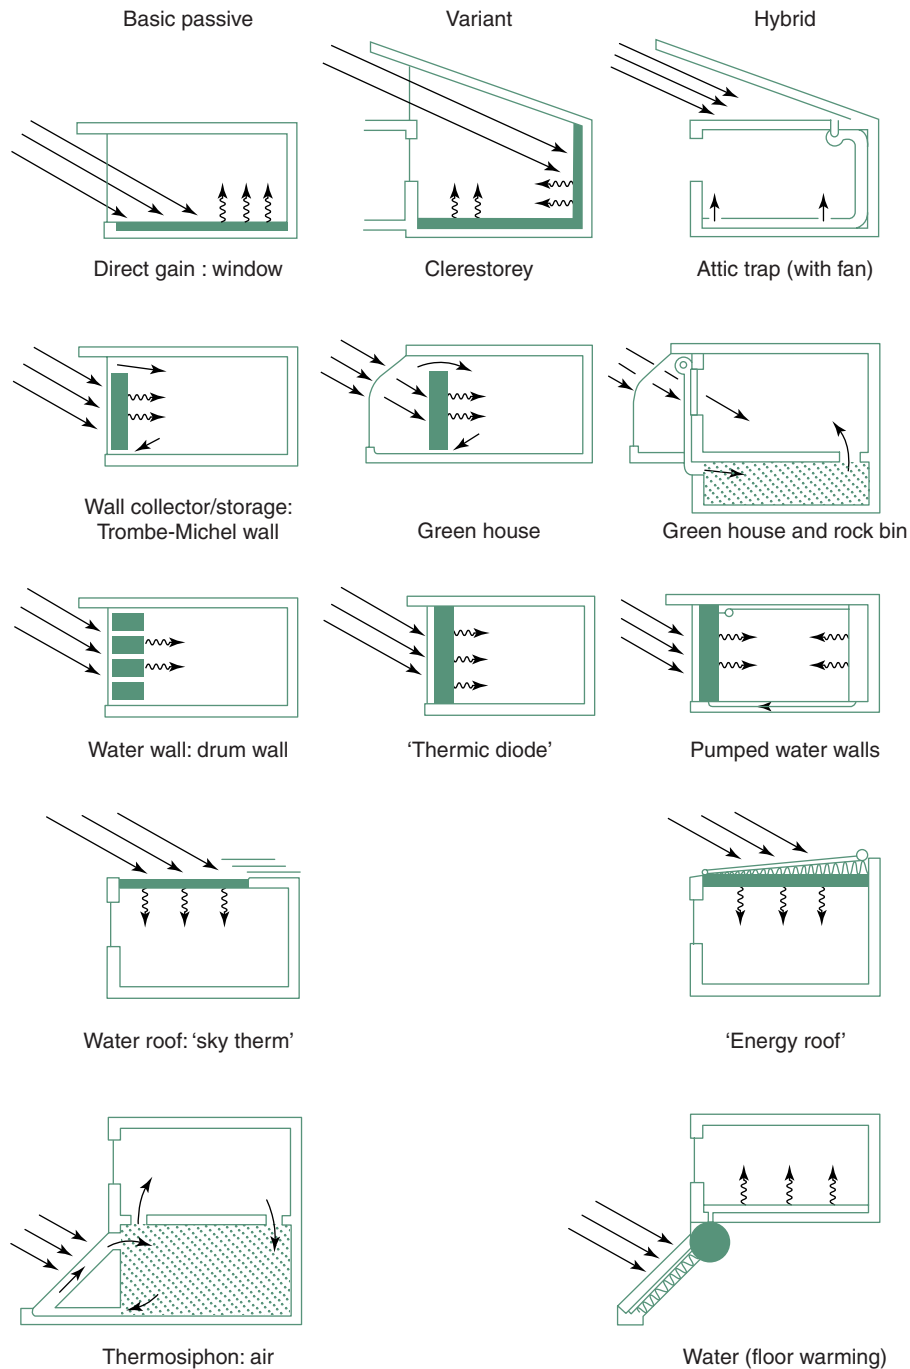 Basic passive
Variant
Hybrid
Direct gain : window
Clerestorey
Attic trap (with fan)
Wall collector/storage:
Trombe-Michel wall
Green house
Green house and rock bin
Water wall: drum wall
‘Thermic diode’
Pumped water walls
Water roof: ‘sky therm’
‘Energy roof’
Thermosiphon: air
Water (floor warming)